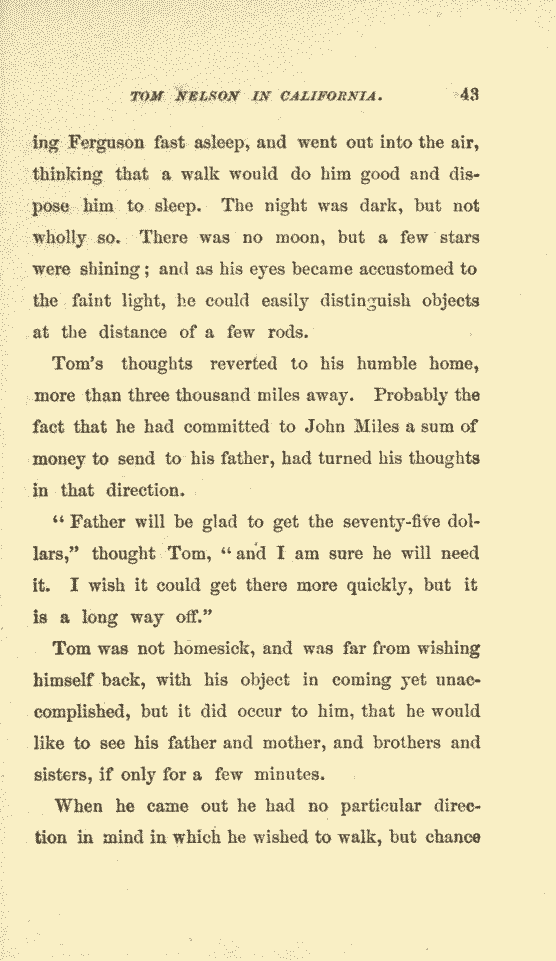 TOM NELSON IN CALIFORNIA. 43
ing Ferguson fast asleep, and went out into the air,
thinking that a walk would do him good and dis-
pose him to sleep. The night was dark, but not
wholly so. There was no moon, but a few stars
were shining; and as his eyes became accustomed to
the faint light, he could easily distinguish objects
at the distance of a few rods.
Tom's thoughts reverted to his humble home,
more than three thousand miles away. Probably the
fact that he had committed to John Miles a sum of
money to send to his father, had turned his thoughts
in that direction.
“Father will be glad to get the seventy-five dol-
lars,” thought Tom, “and I am sure he will need
it. I wish it could get there more quickly, but it
is a long way off.”
Tom was not homesick, and was far from wishing
himself back, with his object in coming yet unac-
complished, but it did occur to him, that he would
like to see his father and mother, and brothers and
sisters, if only for a few minutes.
When he came out he had no particular direc-
tion in mind in which he wished to walk, but chance